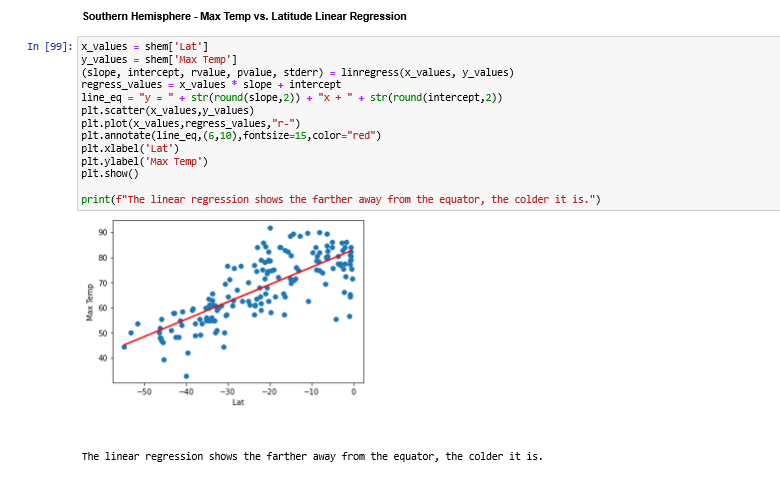 Southern Hemisphere - Max Temp vs. Latitude Linear Regression
In [99]: x_values = shem['Lat']
y_values = shem['Max Temp']
(slope, intercept, rvalue, pvalue, stderr) = linregress(x_values, y_values)
regress_values = x_values * slope + intercept
line_eq = "y = " + str(round(slope,2)) + "x + " + str(round(intercept,2))
plt.scatter(x_values,y_values)
plt.plot(x_values,regress_values,"r-")
plt.annotate(line_eq,(6,10),fontsize=15,color="red")
plt.xlabel('Lat')
plt.ylabel('Max Temp')
plt.show()
print(f"The linear regression shows the farther away from the equator, the colder it is.")
90
80
70
60
50
40
Max Temp
-50 -40 -30 -20 -10 0
Lat
The linear regression shows the farther away from the equator, the colder it is.